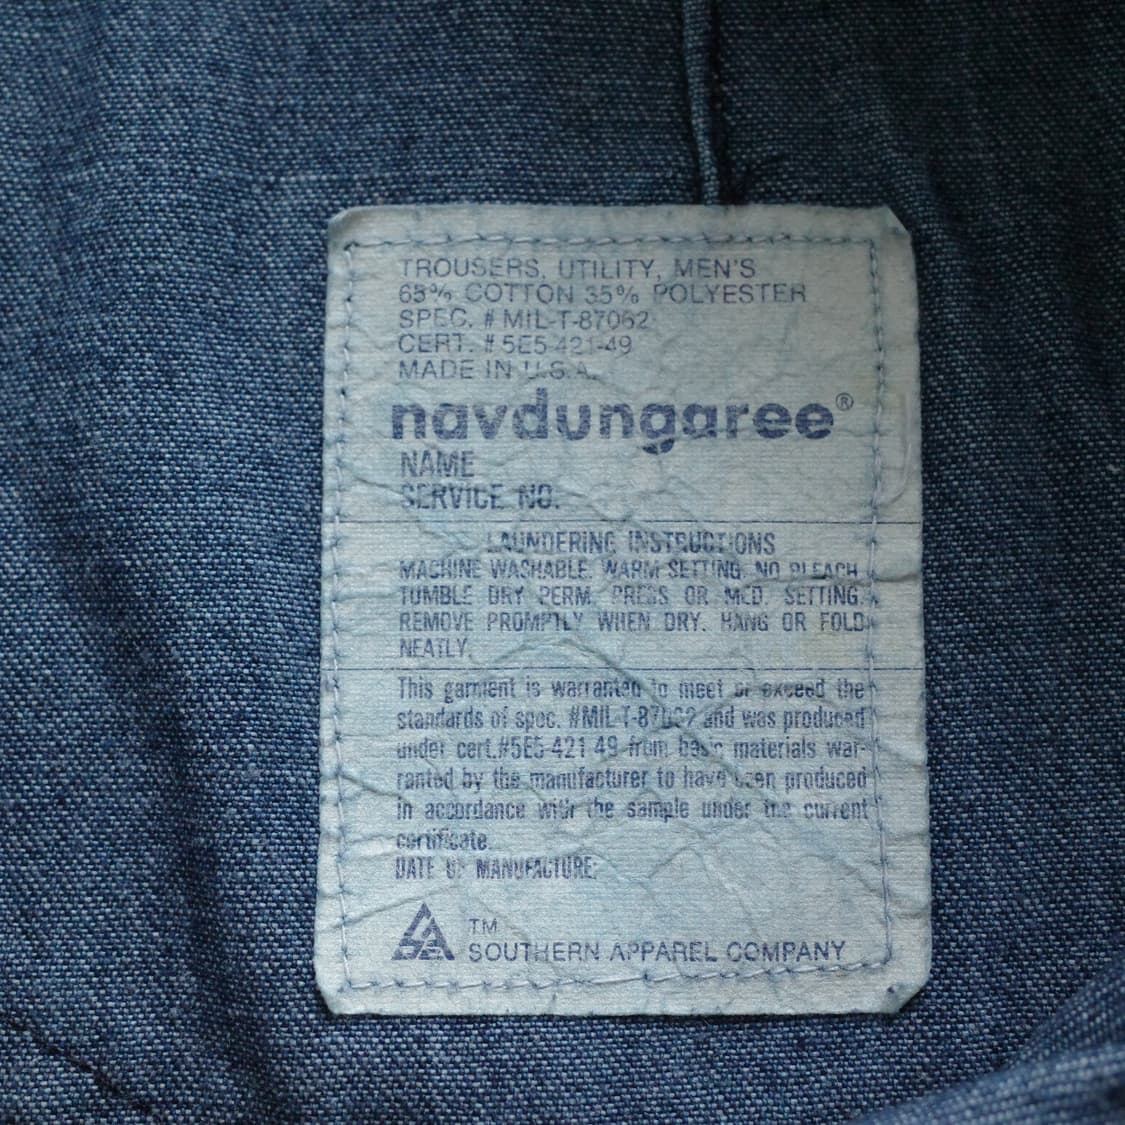 TROUSERS, UTILITY, MEN'S
65% COTTON 35% POLYESTER
SPEC. # MIL-T-87062
CERT. # 5E5-421-49
MADE IN U.S.A.
navdungaree®
NAME
SERVICE NO.
LAUNDERING INSTRUCTIONS
MACHINE WASHABLE. WARM SETTING. NO BLEACH.
TUMBLE DRY PERM. PRESS OR MED. SETTING.
REMOVE PROMPTLY WHEN DRY. HANG OR FOLD
NEATLY.
This garment is warranted to meet or exceed the
standards of spec. #MIL-T-87062 and was produced
under cert.#5E5-421-49 from basic materials war-
ranted by the manufacturer to have been produced
in accordance with the sample under the current
certificate.
DATE OF MANUFACTURE:
SA TM
SOUTHERN APPAREL COMPANY